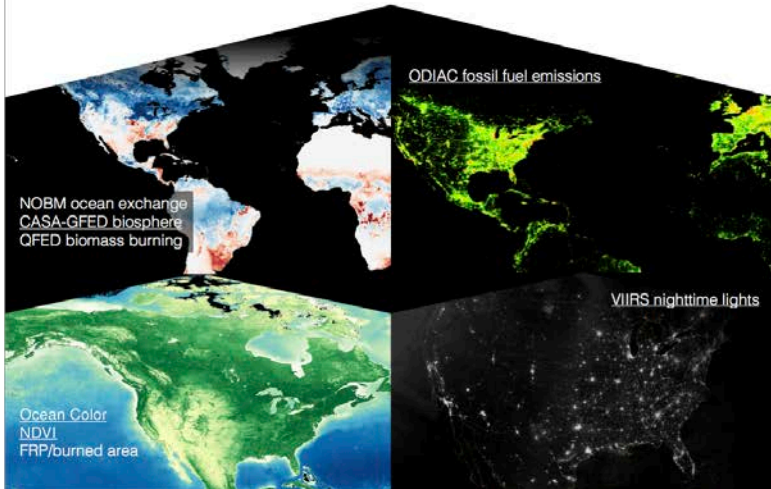 ODIAC fossil fuel emissions
NOBM ocean exchange
CASA-GFED biosphere
QFED biomass burning
VIIRS nighttime lights
Ocean Color
NDVI
FRP/burned area